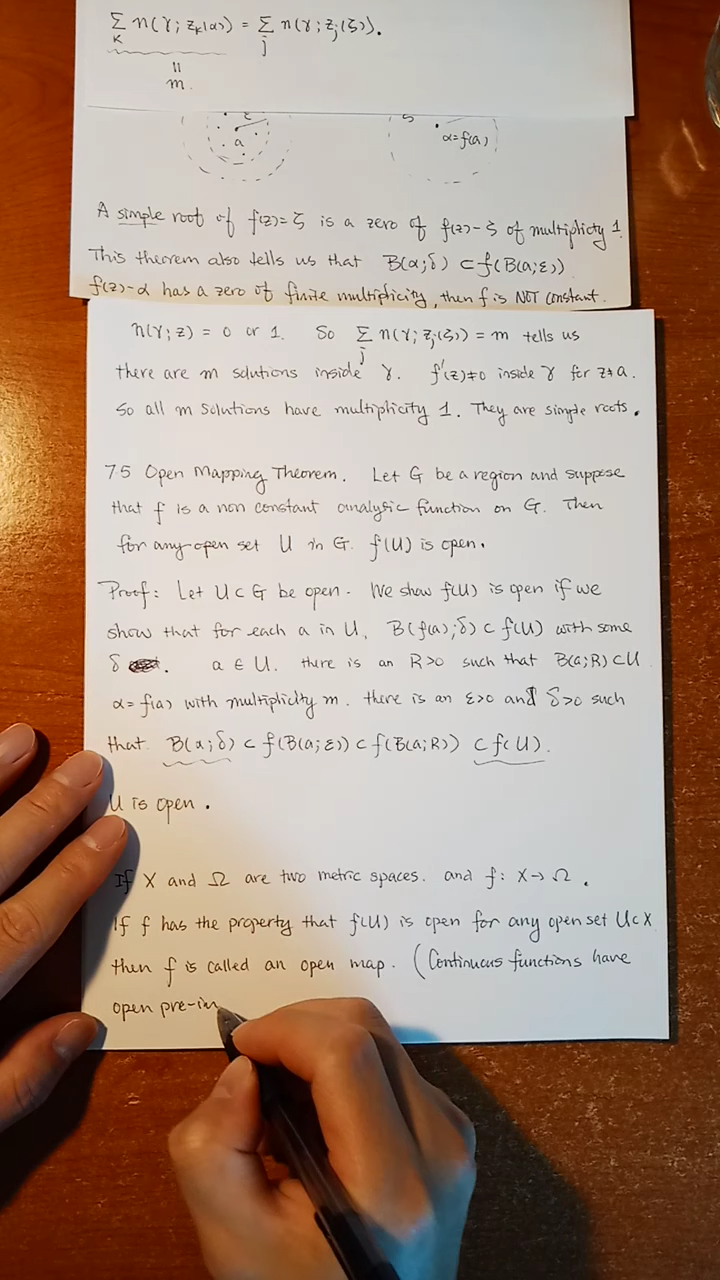 ∑ n(γ; z_k(α)) = ∑ n(γ; z_j(ζ)).
k j
=
m
ε
a
δ
α=f(a)
A simple root of f(z)=ζ is a zero of f(z)-ζ of multiplicty 1.
This theorem also tells us that B(α;δ) ⊂ f(B(a;ε))
f(z)-α has a zero of finite multiplicity, then f is NOT constant.
n(γ;z) = 0 or 1. So ∑ n(γ; z_j(ζ)) = m tells us
j
there are m solutions inside γ. f'(z)≠0 inside γ for z≠a.
So all m solutions have multiplicity 1. They are simple roots.
7.5 Open Mapping Theorem. Let G be a region and suppose
that f is a non constant analysic function on G. Then
for any open set U in G. f(U) is open.
Proof: Let U⊂G be open. We show f(U) is open if we
show that for each a in U, B(f(a);δ) ⊂ f(U) with some
δ . a ∈ U. there is an R>0 such that B(a;R)⊂U
α=f(a) with multiplicity m. there is an ε>0 and δ>0 such
that B(α;δ) ⊂ f(B(a;ε)) ⊂ f(B(a;R)) ⊂ f(U).
U is open.
If X and Ω are two metric spaces. and f: X→Ω.
If f has the property that f(U) is open for any open set U⊂X
then f is called an open map. (Continuous functions have
open pre-im